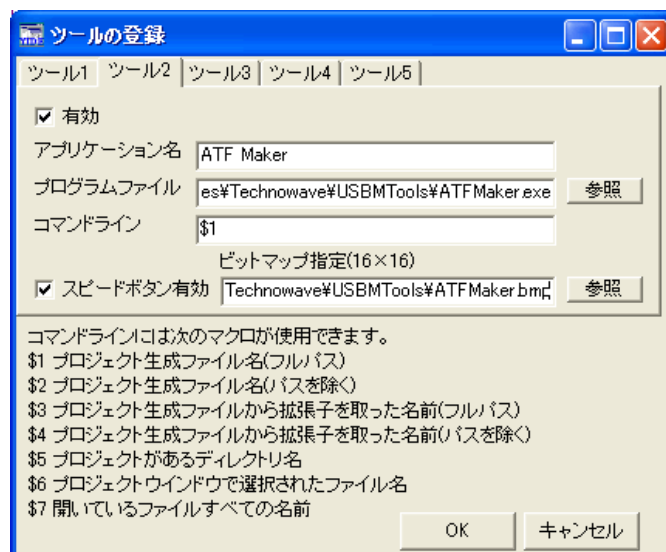 ツールの登録
ツール1 ツール2 ツール3 ツール4 ツール5
有効
アプリケーション名 ATF Maker
プログラムファイル es¥Technowave¥USBMTools¥ATFMaker.exe 参照
コマンドライン $1
ビットマップ指定(16×16)
スピードボタン有効 Technowave¥USBMTools¥ATFMaker.bmp 参照
コマンドラインには次のマクロが使用できます。
$1 プロジェクト生成ファイル名(フルパス)
$2 プロジェクト生成ファイル名(パスを除く)
$3 プロジェクト生成ファイルから拡張子を取った名前(フルパス)
$4 プロジェクト生成ファイルから拡張子を取った名前(パスを除く)
$5 プロジェクトがあるディレクトリ名
$6 プロジェクトウインドウで選択されたファイル名
$7 開いているファイルすべての名前
OK キャンセル